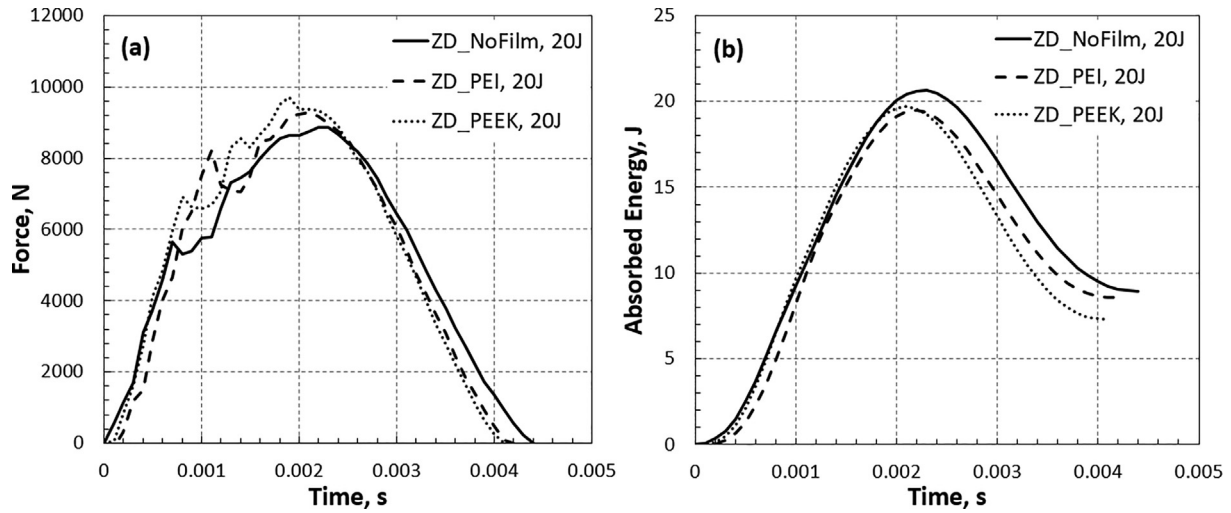 (a)
ZD_NoFilm, 20J
ZD_PEI, 20J
ZD_PEEK, 20J
12000
10000
8000
6000
4000
2000
0
Force, N
0
0.001
0.002
0.003
0.004
0.005
Time, s
(b)
ZD_NoFilm, 20J
ZD_PEI, 20J
ZD_PEEK, 20J
25
20
15
10
5
0
Absorbed Energy, J
0
0.001
0.002
0.003
0.004
0.005
Time, s